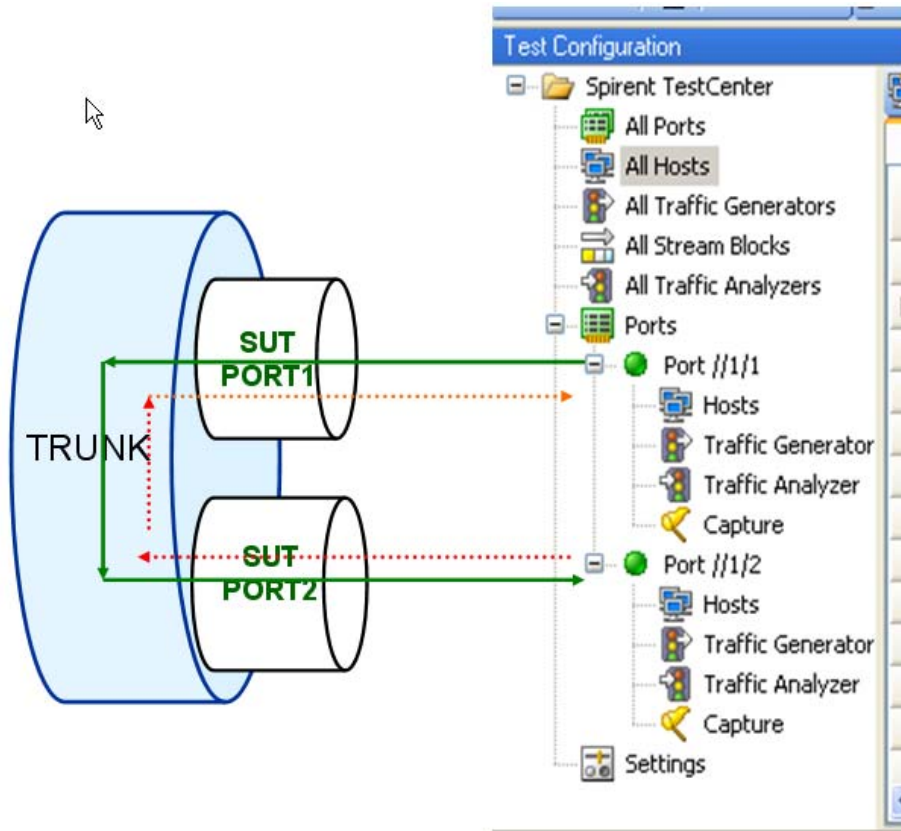 Test Configuration
Spirent TestCenter
All Ports
All Hosts
All Traffic Generators
All Stream Blocks
All Traffic Analyzers
Ports
Port //1/1
Hosts
Traffic Generator
Traffic Analyzer
Capture
Port //1/2
Hosts
Traffic Generator
Traffic Analyzer
Capture
Settings
SUT
PORT1
TRUNK
SUT
PORT2